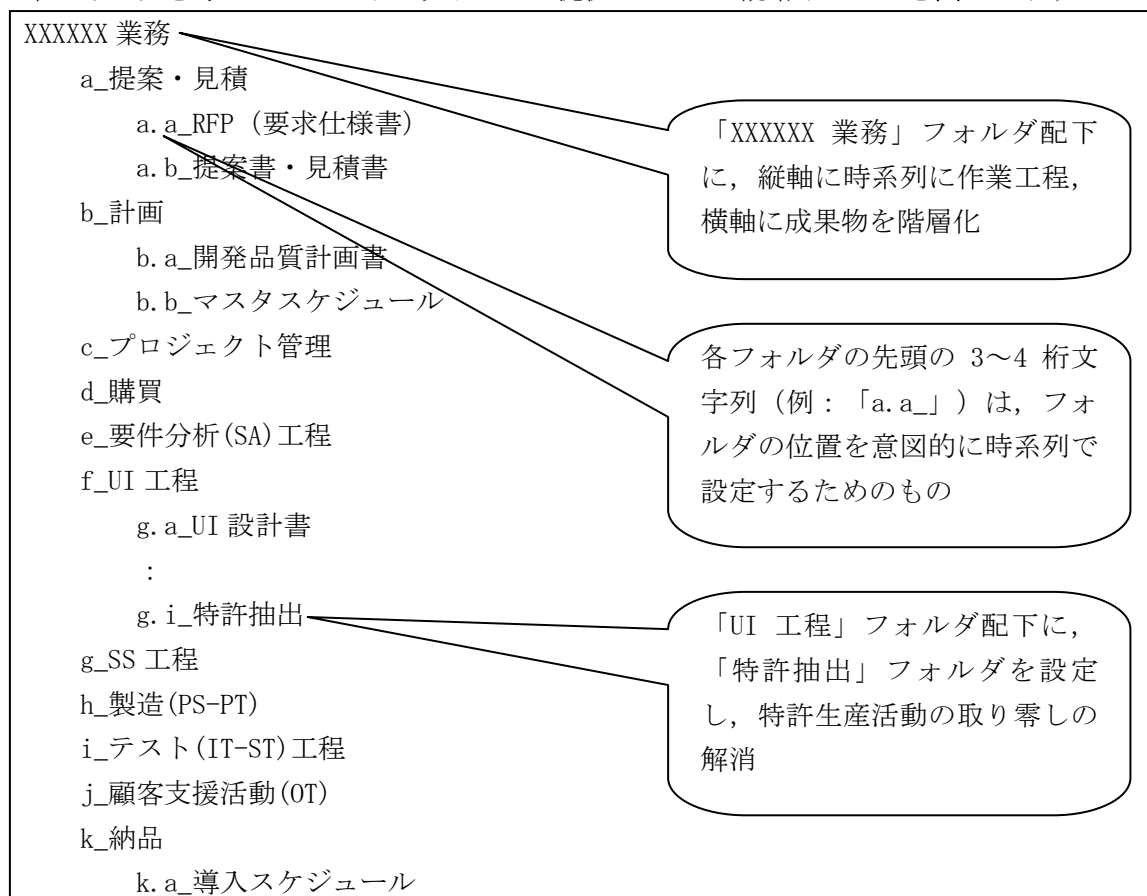 XXXXXX 業務
a_提案・見積
a.a_RFP (要求仕様書)
a.b_提案書・見積書
b_計画
b.a_開発品質計画書
b.b_マスタスケジュール
c_プロジェクト管理
d_購買
e_要件分析(SA)工程
f_UI 工程
g.a_UI 設計書
:
g.i_特許抽出
g_SS 工程
h_製造(PS-PT)
i_テスト(IT-ST)工程
j_顧客支援活動(OT)
k_納品
k.a_導入スケジュール
「XXXXXX 業務」フォルダ配下
に，縦軸に時系列に作業工程，
横軸に成果物を階層化
各フォルダの先頭の 3～4 桁文
字列（例：「a.a_」）は，フォ
ルダの位置を意図的に時系列で
設定するためのもの
「UI 工程」フォルダ配下に，
「特許抽出」フォルダを設定
し，特許生産活動の取り零しの
解消